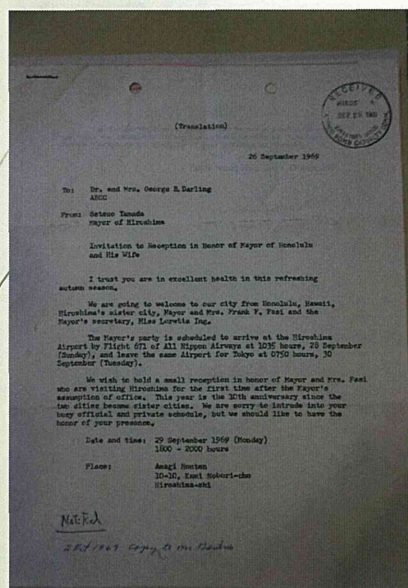 RECEIVED
SEP 26 1969
(Translation)
26 September 1969
To: Dr. and Mrs. George B. Darling
ABCC
From: Setsuo Yamada
Mayor of Hiroshima
Invitation to Reception in Honor of Mayor of Honolulu
and His Wife
I trust you are in excellent health in this refreshing
autumn season.
We are going to welcome to our city from Honolulu, Hawaii,
Hiroshima's sister city, Mayor and Mrs. Frank F. Fasi and the
Mayor's secretary, Miss Loretta Ing.
The Mayor's party is scheduled to arrive at the Hiroshima
Airport by Flight 671 of All Nippon Airways at 1035 hours, 28 September
(Sunday), and leave the same Airport for Tokyo at 0750 hours, 30
September (Tuesday).
We wish to hold a small reception in honor of Mayor and Mrs. Fasi
who are visiting Hiroshima for the first time after the Mayor's
assumption of office. This year is the 10th anniversary since the
two cities became sister cities. We are sorry to intrude into your
busy official and private schedule, but we should like to have the
honor of your presence.
Date and time: 29 September 1969 (Monday)
1800 - 2000 hours
Place: Amagi Honten
10-10, Kami Nobori-cho
Hiroshima-shi
Notified
1969 Copy to Mr.